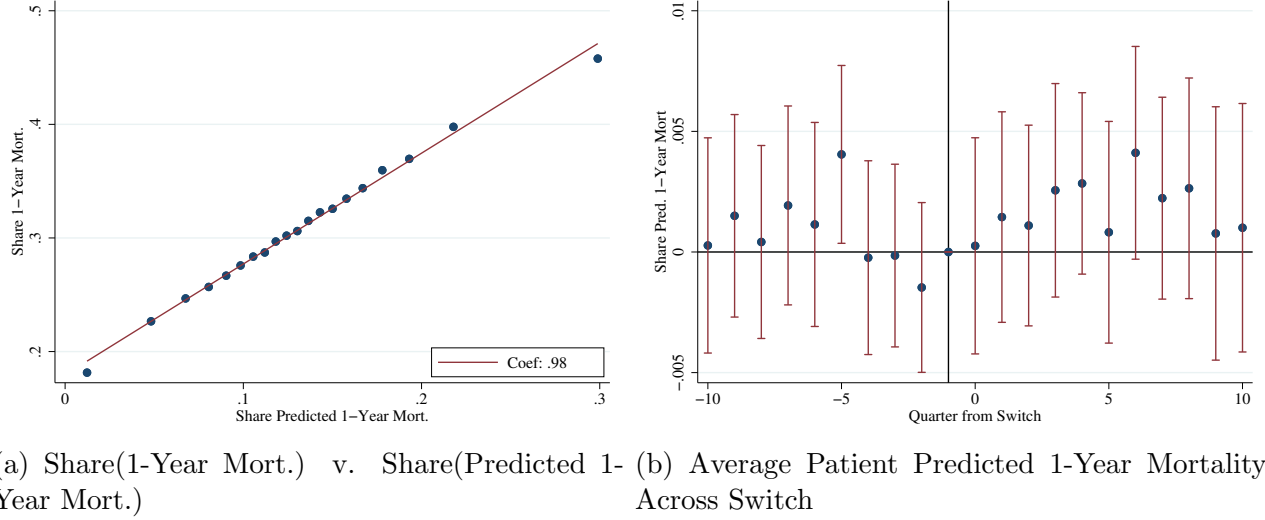 .5
.4
.3
.2
Share 1−Year Mort.
0
.1
.2
.3
Share Predicted 1−Year Mort.
Coef: .98
.01
.005
0
−.005
Share Pred. 1−Year Mort
−10
−5
0
5
10
Quarter from Switch
a) Share(1-Year Mort.) v. Share(Predicted 1-
Year Mort.)
(b) Average Patient Predicted 1-Year Mortality
Across Switch